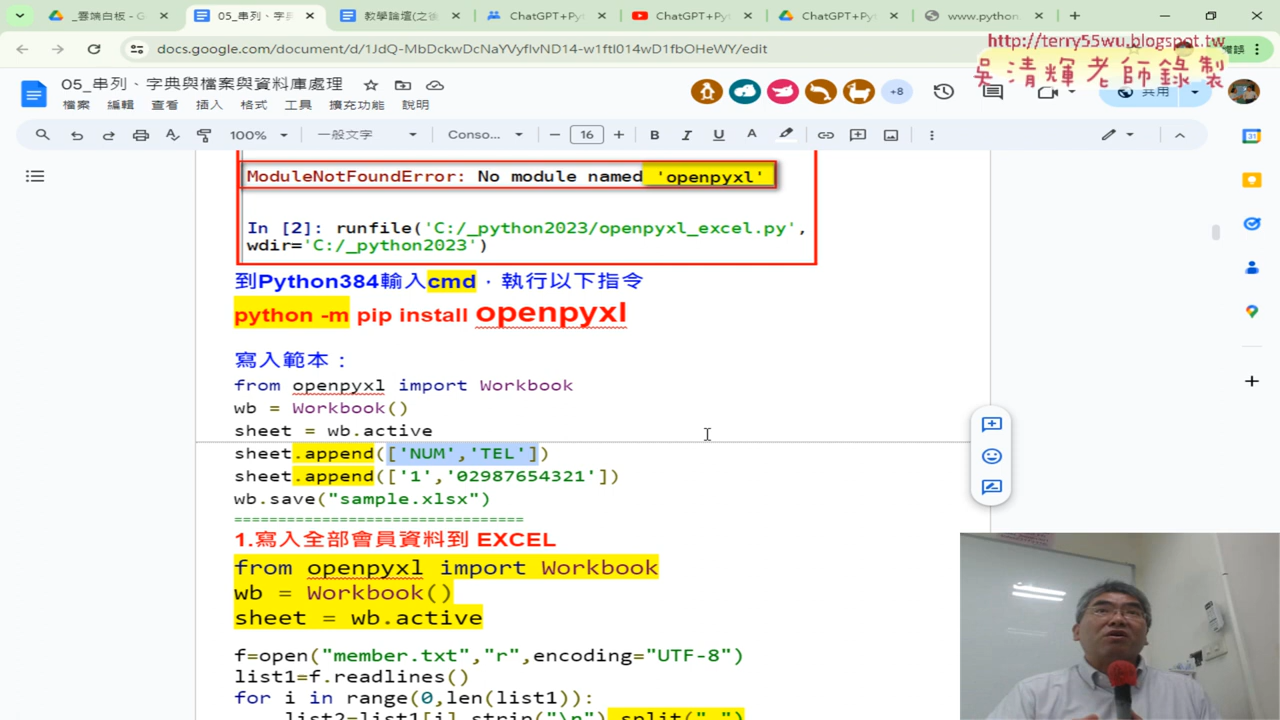 _雲端白板 - G
05_串列、字典
教學論壇(之後
ChatGPT+Py
ChatGPT+Py
ChatGPT+Py
www.python
docs.google.com/document/d/1JdQ-MbDckwDcNaYVyfIvND14-w1ftI014wD1fbOHeWY/edit
http://terry55wu.blogspot.tw
吳清輝老師錄製
05_串列、字典與檔案與資料庫處理
檔案 編輯 查看 插入 格式 工具 擴充功能 說明
+8
共用
100% 一般文字 Conso... 16 B I U A
ModuleNotFoundError: No module named 'openpyxl'
In [2]: runfile('C:/_python2023/openpyxl_excel.py',
wdir='C:/_python2023')
到Python384輸入cmd，執行以下指令
python -m pip install openpyxl
寫入範本：
from openpyxl import Workbook
wb = Workbook()
sheet = wb.active
sheet.append(['NUM','TEL'])
sheet.append(['1','02987654321'])
wb.save("sample.xlsx")
================================
1.寫入全部會員資料到 EXCEL
from openpyxl import Workbook
wb = Workbook()
sheet = wb.active
f=open("member.txt","r",encoding="UTF-8")
list1=f.readlines()
for i in range(0,len(list1)):
list2=list1[i].strip("\n").split(",")